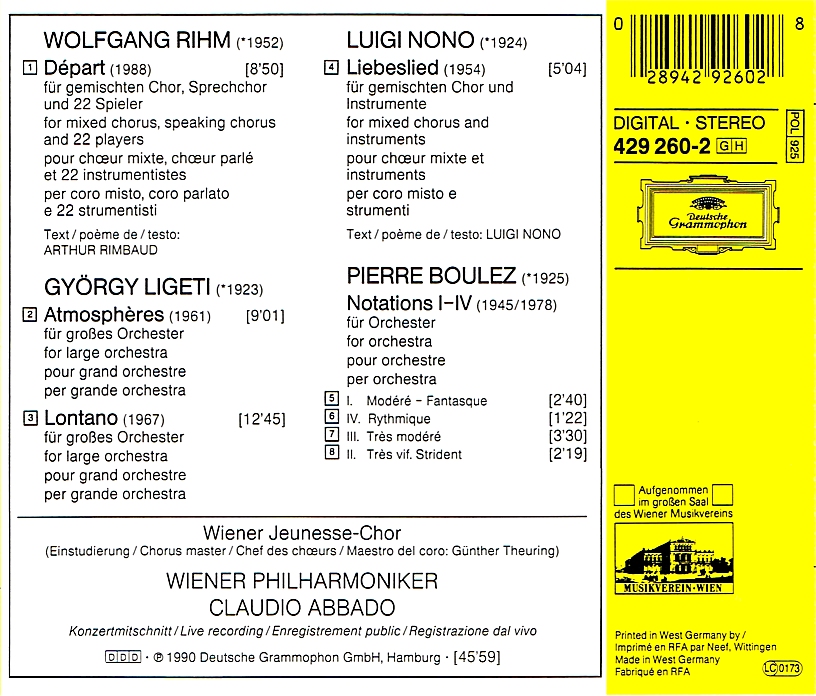 WOLFGANG RIHM (*1952)
1 Départ (1988) [8'50]
für gemischten Chor, Sprechchor
und 22 Spieler
for mixed chorus, speaking chorus
and 22 players
pour chœur mixte, chœur parlé
et 22 instrumentistes
per coro misto, coro parlato
e 22 strumentisti
Text / poème de / testo:
ARTHUR RIMBAUD
GYÖRGY LIGETI (*1923)
2 Atmosphères (1961) [9'01]
für großes Orchester
for large orchestra
pour grand orchestre
per grande orchestra
3 Lontano (1967) [12'45]
für großes Orchester
for large orchestra
pour grand orchestre
per grande orchestra
LUIGI NONO (*1924)
4 Liebeslied (1954) [5'04]
für gemischten Chor und
Instrumente
for mixed chorus and
instruments
pour chœur mixte et
instruments
per coro misto e
strumenti
Text / poème de / testo: LUIGI NONO
PIERRE BOULEZ (*1925)
Notations I–IV (1945/1978)
für Orchester
for orchestra
pour orchestre
per orchestra
5 I. Modéré – Fantasque [2'40]
6 IV. Rythmique [1'22]
7 III. Très modéré [3'30]
8 II. Très vif. Strident [2'19]
Wiener Jeunesse-Chor
(Einstudierung / Chorus master / Chef des chœurs / Maestro del coro: Günther Theuring)
WIENER PHILHARMONIKER
CLAUDIO ABBADO
Konzertmitschnitt / Live recording / Enregistrement public / Registrazione dal vivo
DDD · ℗ 1990 Deutsche Grammophon GmbH, Hamburg · [45'59]
0 28942 92602 8
DIGITAL · STEREO
429 260-2 GH
POL 925
Deutsche
Grammophon
Aufgenommen
im großen Saal
des Wiener Musikvereins
MUSIKVEREIN·WIEN
Printed in West Germany by /
Imprimé en RFA par Neef, Wittingen
Made in West Germany
Fabriqué en RFA
LC 0173